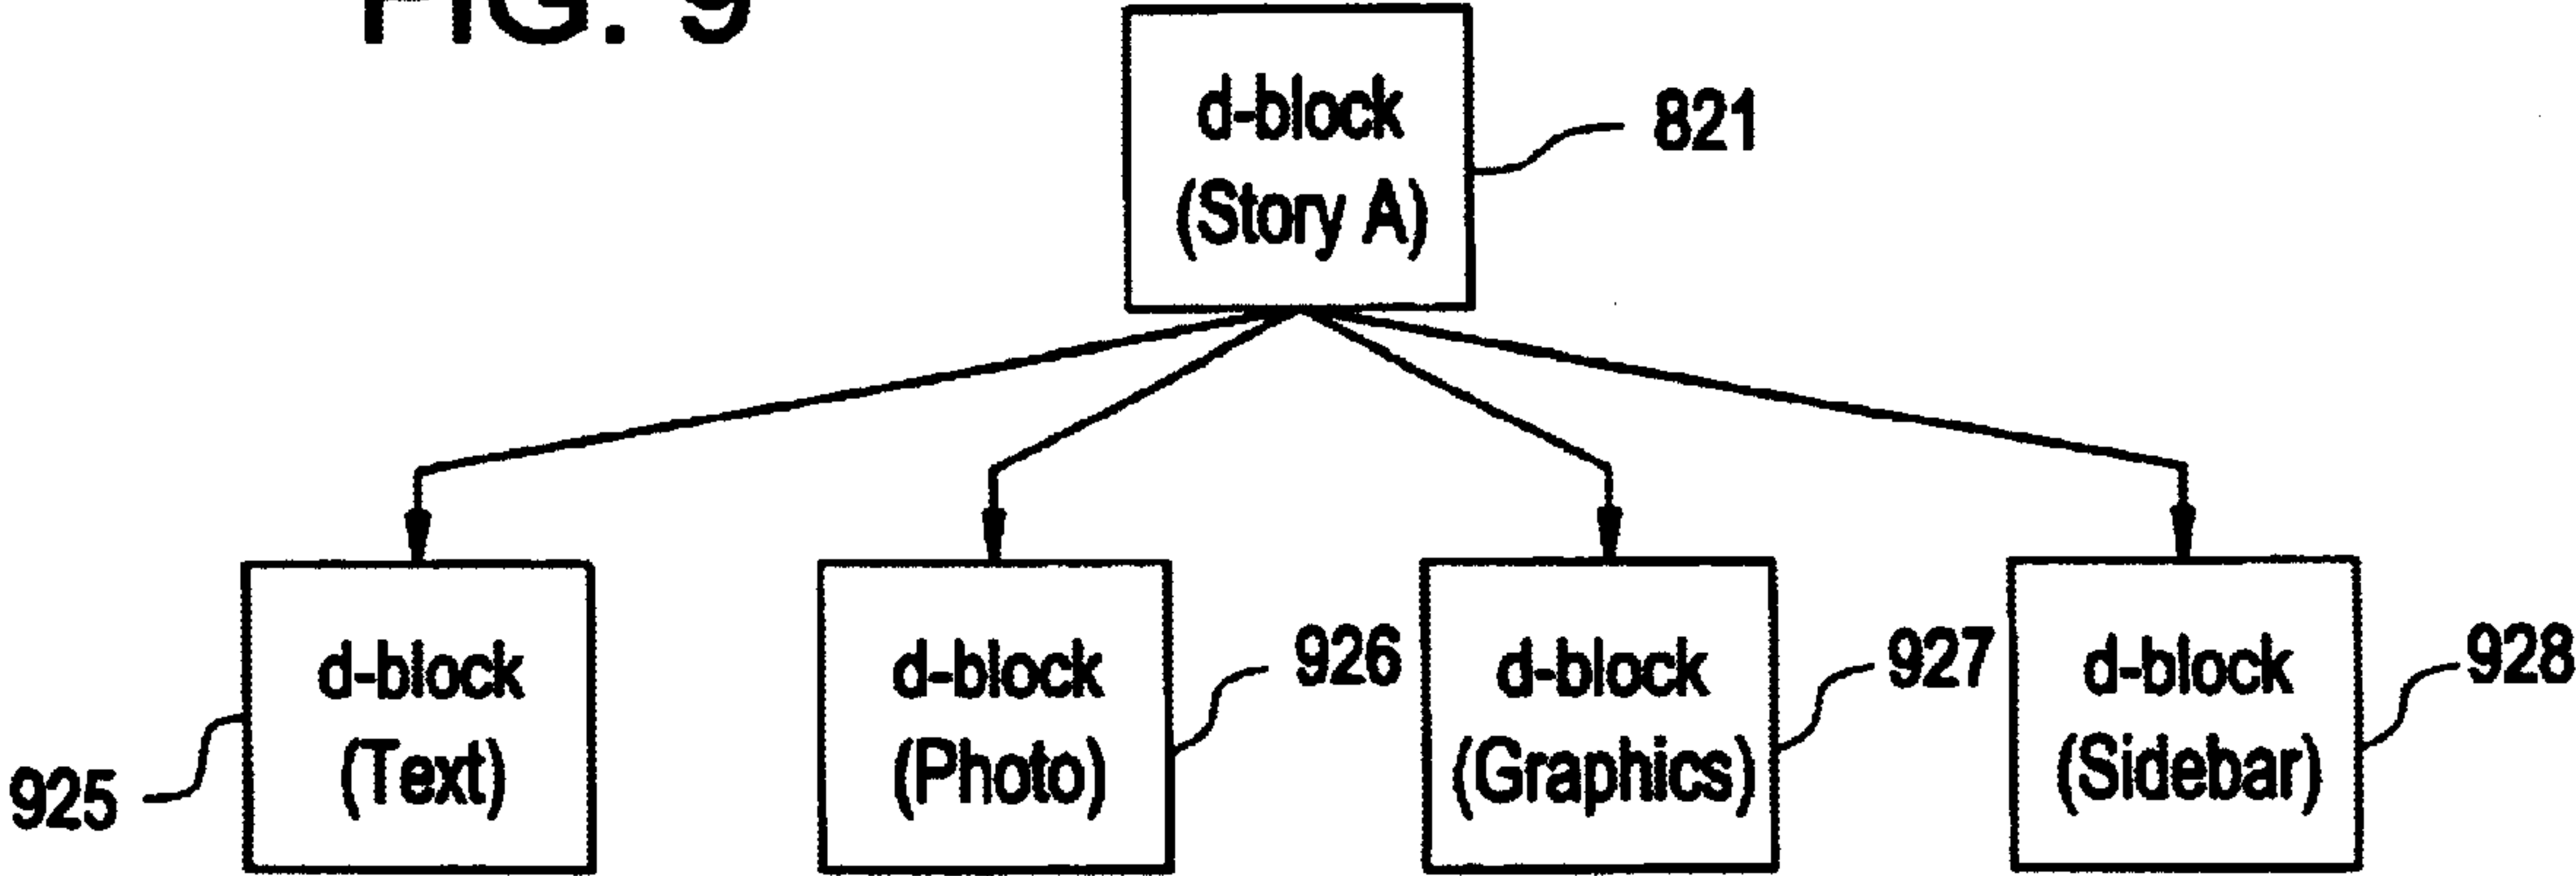 FIG. 9
d-block
(Story A)
821
d-block
(Text)
925
d-block
(Photo)
926
d-block
(Graphics)
927
d-block
(Sidebar)
928